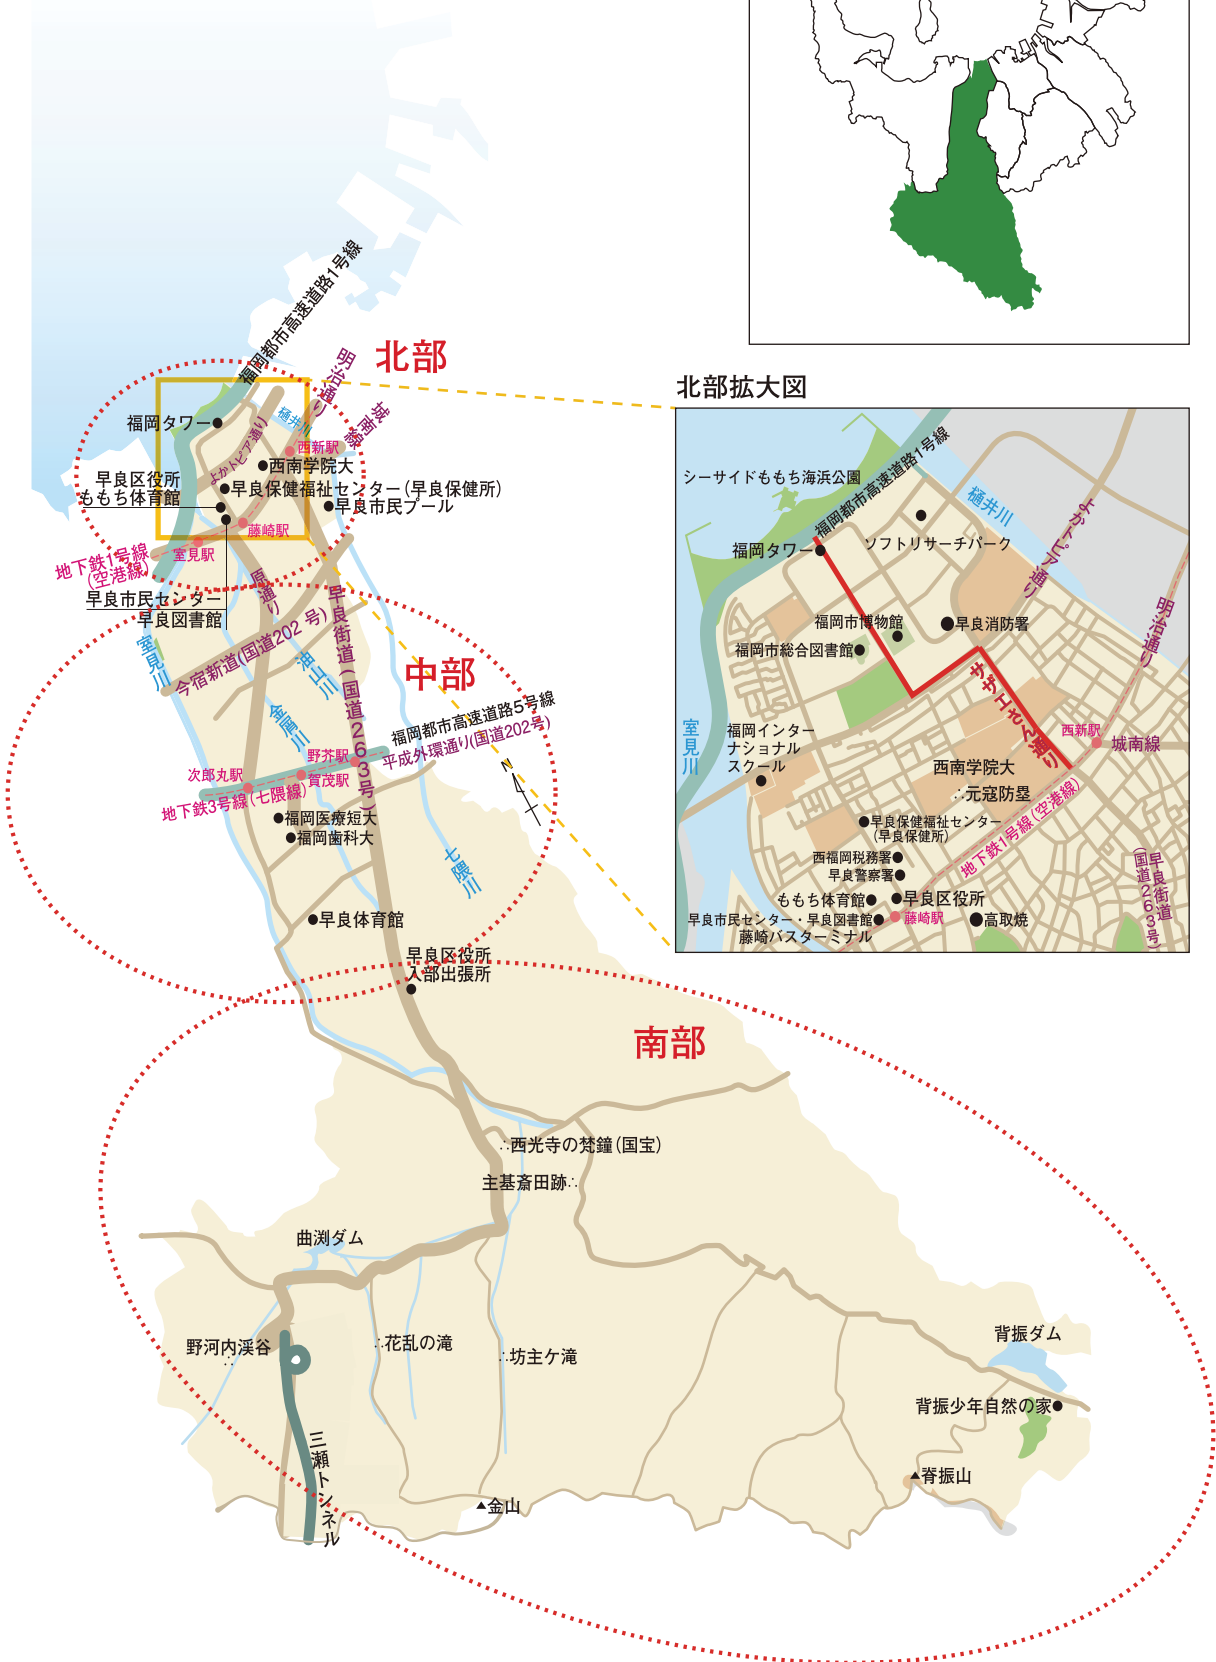 福岡都市高速道路1号線
北部
明治通り
城南線
樋井川
福岡タワー
よかトピア通り
西新駅
西南学院大
早良区役所
ももち体育館
早良保健福祉センター(早良保健所)
早良市民プール
藤崎駅
室見駅
地下鉄1号線
(空港線)
早良市民センター
早良図書館
原通り
室見川
今宿新道(国道202号)
早良街道(国道263号)
油山川
中部
金屑川
福岡都市高速道路5号線
平成外環通り(国道202号)
野芥駅
次郎丸駅
賀茂駅
地下鉄3号線(七隈線)
N
福岡医療短大
福岡歯科大
七隈川
早良体育館
早良区役所
入部出張所
南部
西光寺の梵鐘(国宝)
主基斎田跡
曲渕ダム
野河内渓谷
花乱の滝
坊主ケ滝
背振ダム
背振少年自然の家
三瀬トンネル
脊振山
金山
北部拡大図
福岡都市高速道路1号線
シーサイドももち海浜公園
樋井川
よかトピア通り
福岡タワー
ソフトリサーチパーク
明治通り
福岡市博物館
早良消防署
福岡市総合図書館
サザエさん通り
室見川
福岡インター
ナショナル
スクール
西新駅
城南線
西南学院大
元寇防塁
早良保健福祉センター
(早良保健所)
地下鉄1号線(空港線)
西福岡税務署
早良警察署
早良街道
(国道263号)
ももち体育館
早良区役所
早良市民センター・早良図書館
藤崎駅
高取焼
藤崎バスターミナル